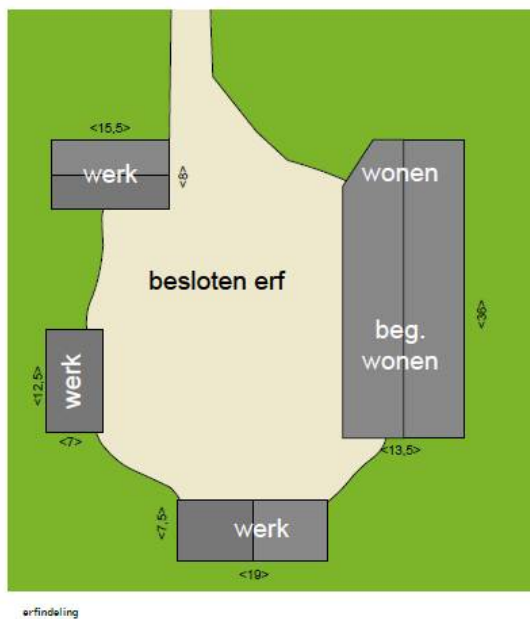 <15,5>
werk
<8>
wonen
besloten erf
beg.
wonen
<36>
werk
<12,5>
<7>
<13,5>
<7,5>
werk
<19>
erfindeling